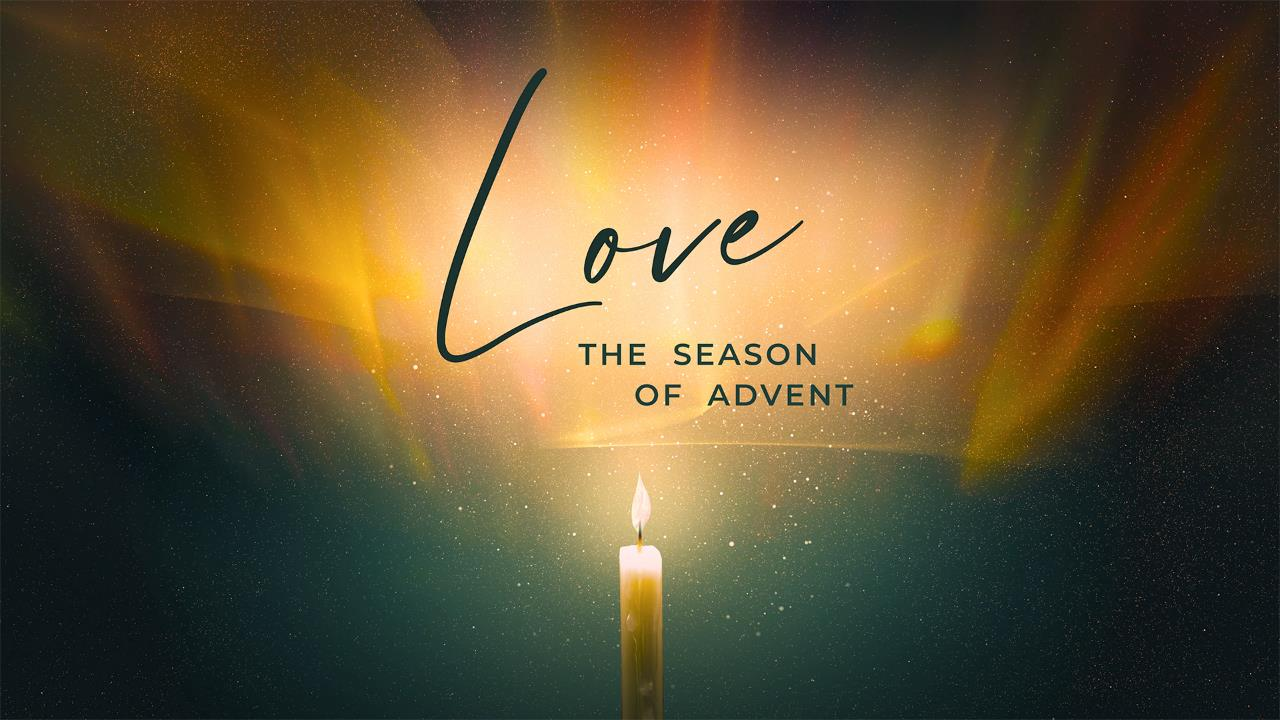 Love
THE SEASON
OF ADVENT